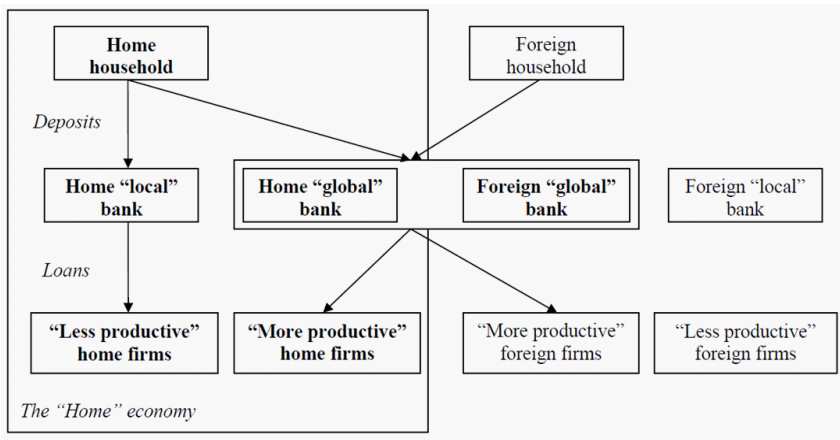 Home
household
Foreign
household
Deposits
Home “local”
bank
Home “global”
bank
Foreign “global”
bank
Foreign “local”
bank
Loans
“Less productive”
home firms
“More productive”
home firms
“More productive”
foreign firms
“Less productive”
foreign firms
The “Home” economy